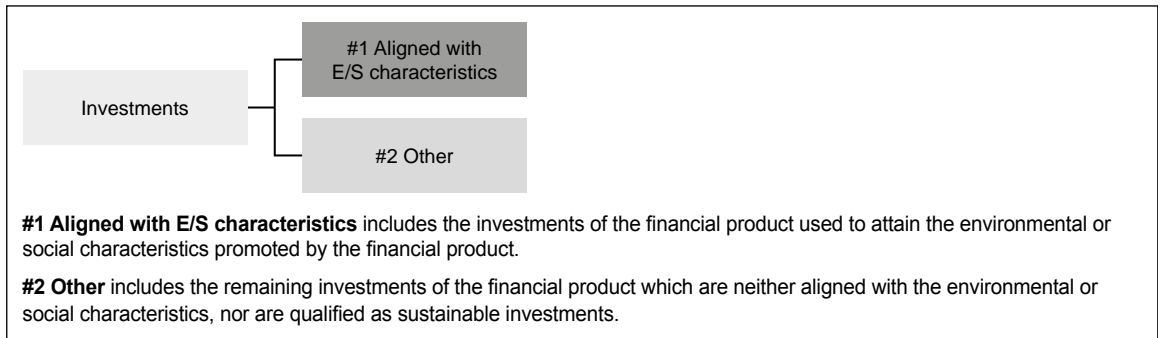 #1 Aligned with
E/S characteristics
Investments
#2 Other
#1 Aligned with E/S characteristics includes the investments of the financial product used to attain the environmental or
social characteristics promoted by the financial product.
#2 Other includes the remaining investments of the financial product which are neither aligned with the environmental or
social characteristics, nor are qualified as sustainable investments.